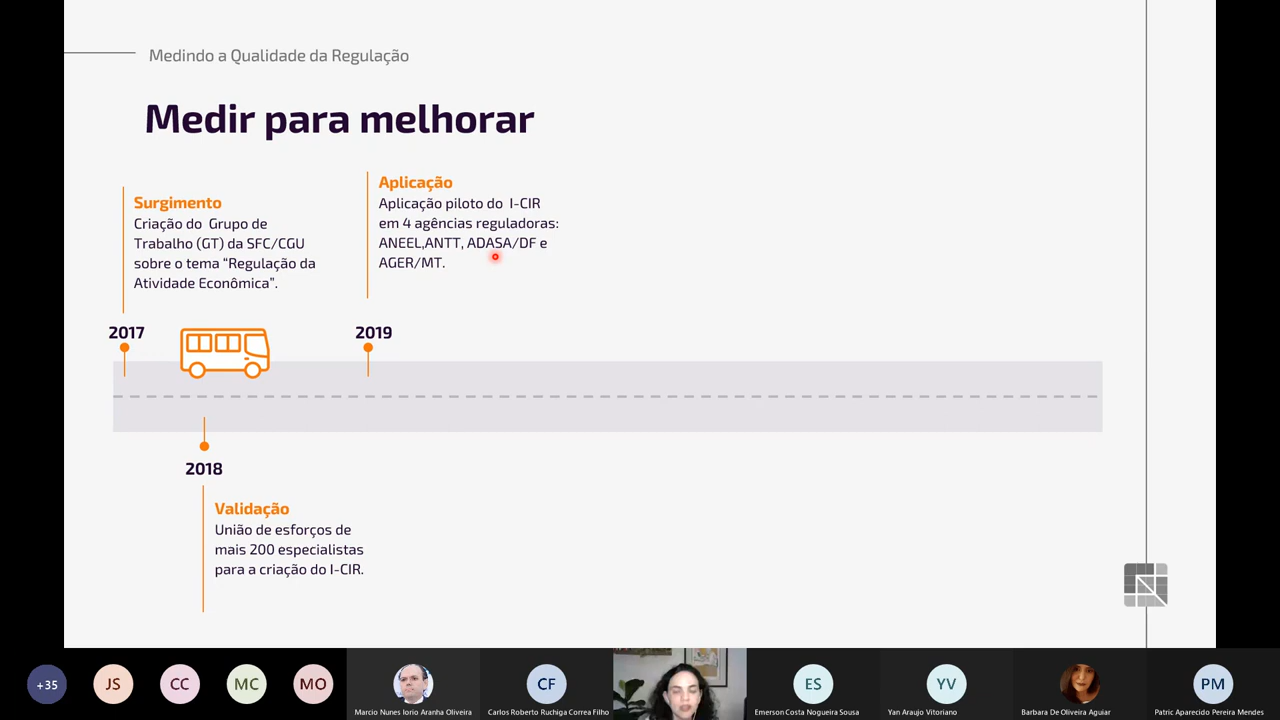 Medindo a Qualidade da Regulação
Medir para melhorar
Surgimento
Criação do Grupo de
Trabalho (GT) da SFC/CGU
sobre o tema “Regulação da
Atividade Econômica”.
Aplicação
Aplicação piloto do I-CIR
em 4 agências reguladoras:
ANEEL,ANTT, ADASA/DF e
AGER/MT.
2017
2019
2018
Validação
União de esforços de
mais 200 especialistas
para a criação do I-CIR.
+35
JS
CC
MC
MO
Marcio Nunes Iorio Aranha Oliveira
CF
Carlos Roberto Ruchiga Correa Filho
ES
Emerson Costa Nogueira Sousa
YV
Yan Araujo Vitoriano
Barbara De Oliveira Aguiar
PM
Patric Aparecido Pereira Mendes